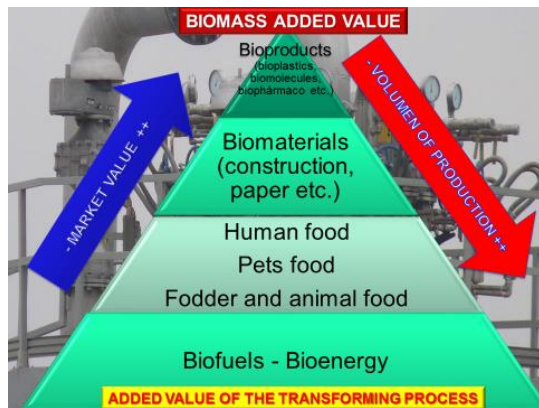 BIOMASS ADDED VALUE
Bioproducts
(bioplastics,
biomolecules,
biophàrmaco etc.)
- MARKET VALUE ++
- VOLUMEN OF PRODUCTION ++
Biomaterials
(construction,
paper etc.)
Human food
Pets food
Fodder and animal food
Biofuels - Bioenergy
ADDED VALUE OF THE TRANSFORMING PROCESS